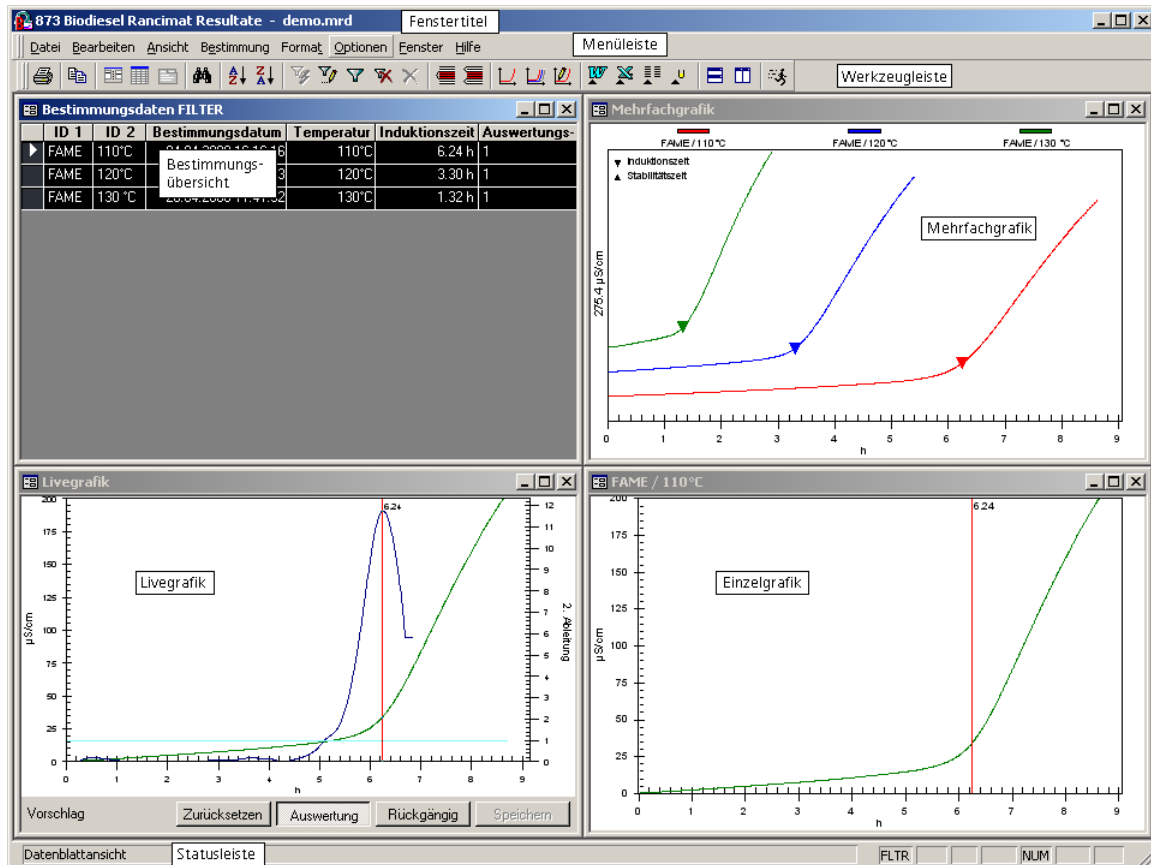 873 Biodiesel Rancimat Resultate - demo.mrd
Fenstertitel
Datei Bearbeiten Ansicht Bestimmung Format Optionen Fenster Hilfe
Menüleiste
Werkzeugleiste
Bestimmungsdaten FILTER
ID 1 ID 2 Bestimmungsdatum Temperatur Induktionszeit Auswertungs-
FAME 110°C 110°C 6.24 h 1
FAME 120°C 120°C 3.30 h 1
FAME 130 °C 130°C 1.32 h 1
Bestimmungs-
übersicht
Mehrfachgrafik
FAME / 110°C FAME / 120°C FAME / 130 °C
Induktionszeit
Stabilitätszeit
Mehrfachgrafik
275.4 µS/cm
0 1 2 3 4 5 6 7 8 9
h
Livegrafik
200
175
150
125
100
75
50
25
0
µS/cm
6.24
Livegrafik
12
11
10
9
8
7
6
5
4
3
2
1
0
2. Ableitung
0 1 2 3 4 5 6 7 8 9
h
Vorschlag Zurücksetzen Auswertung Rückgängig Speichern
FAME / 110°C
200
175
150
125
100
75
50
25
0
µS/cm
6.24
Einzelgrafik
0 1 2 3 4 5 6 7 8 9
h
Datenblattansicht Statusleiste FLTR NUM